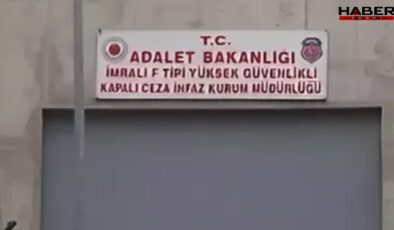 HABER
T.C.
ADALET BAKANLIĞI
İMRALI F TİPİ YÜKSEK GÜVENLİKLİ
KAPALI CEZA İNFAZ KURUM MÜDÜRLÜĞÜ